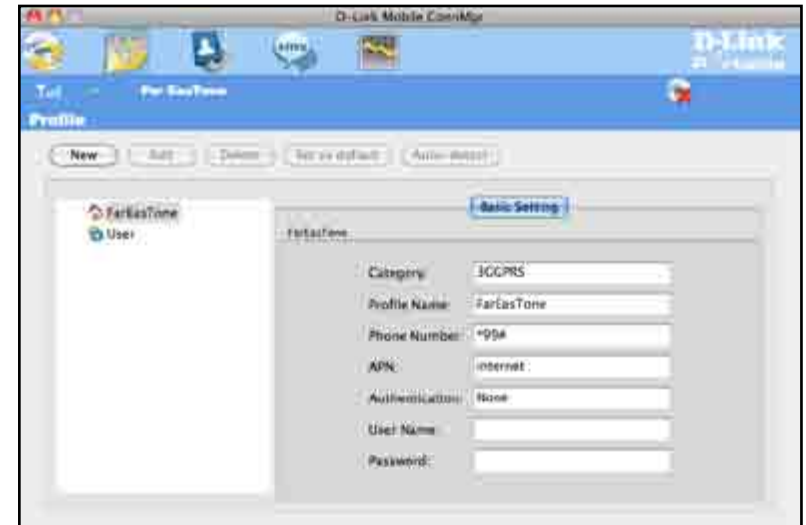 D-Link Mobile ConnMgr
D-Link
Profile
New Add Delete Set as default Auto-detect
FarEasTone
User
Basic Setting
FarEasTone
Category: 3GGPRS
Profile Name: FarEasTone
Phone Number: *99#
APN: internet
Authentication: None
User Name:
Password: